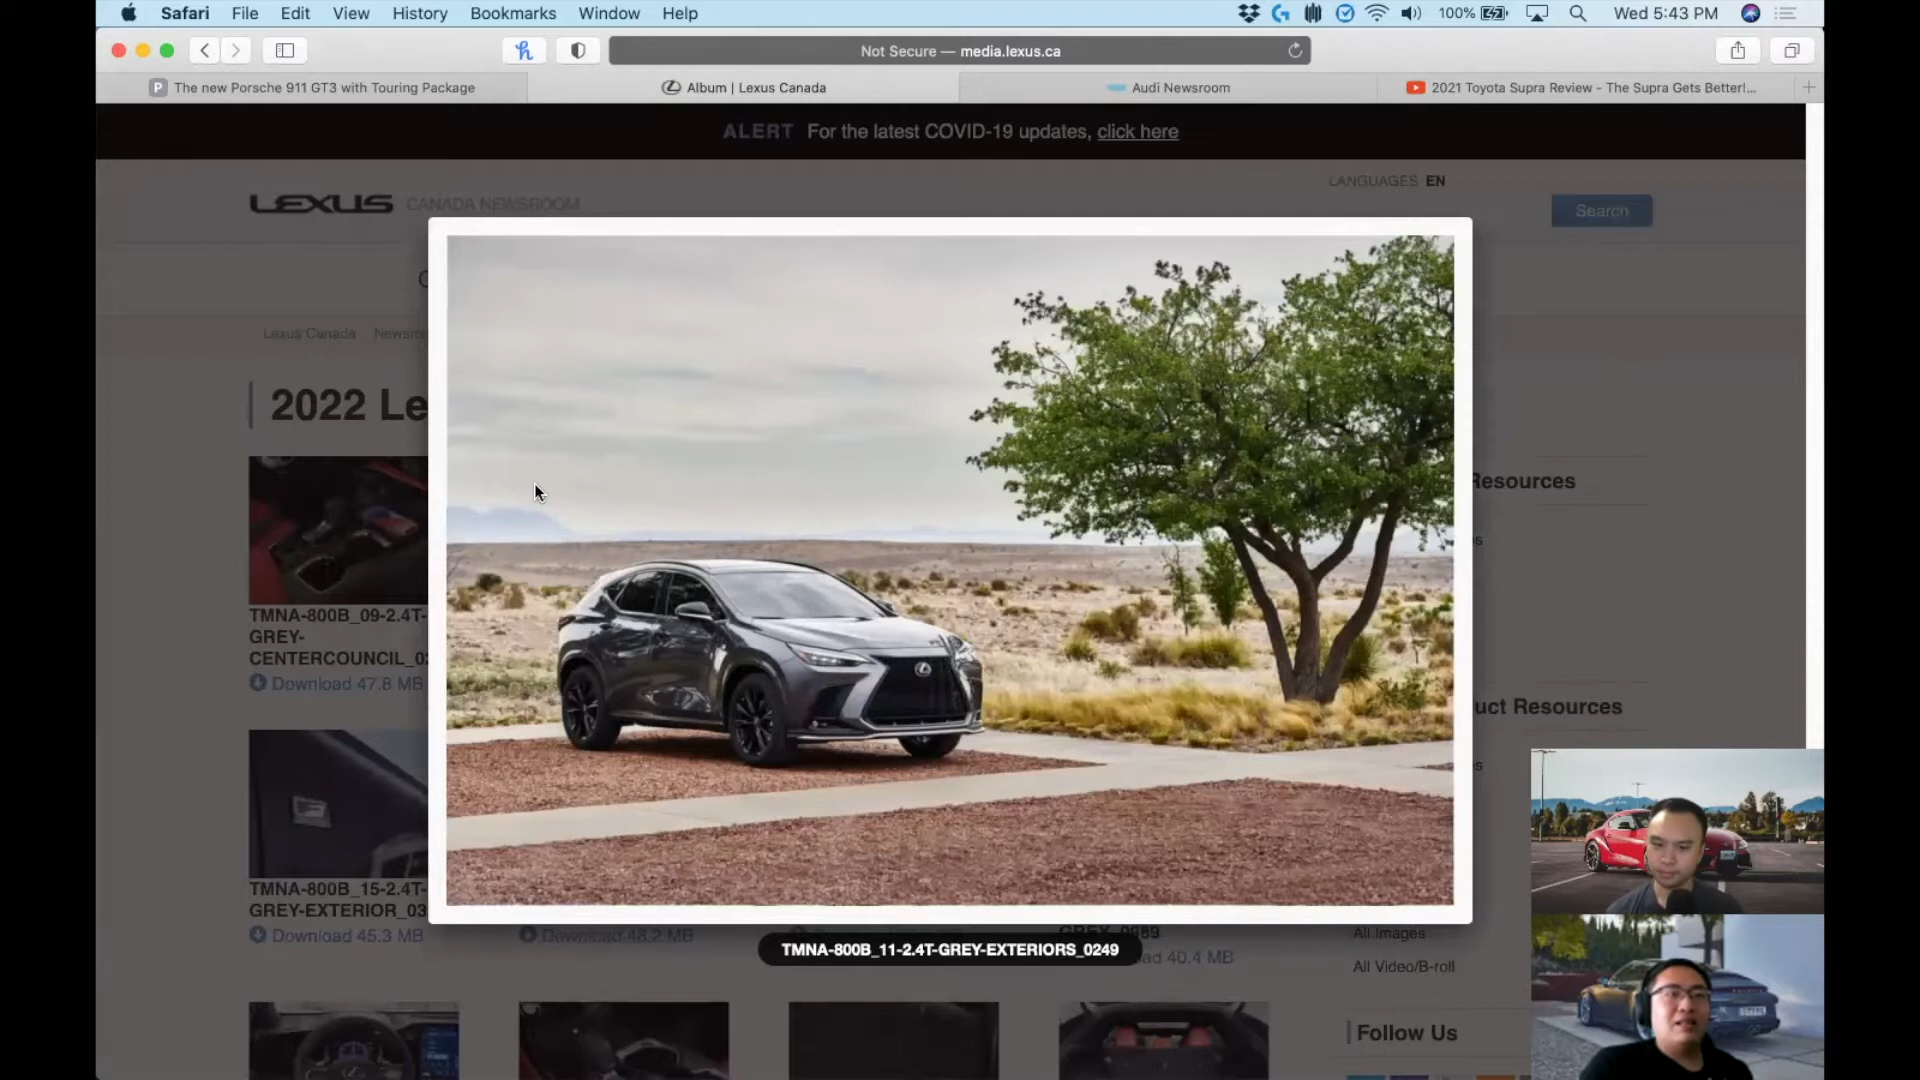 Safari File Edit View History Bookmarks Window Help 100% Wed 5:43 PM
Not Secure — media.lexus.ca
The new Porsche 911 GT3 with Touring Package Album | Lexus Canada Audi Newsroom 2021 Toyota Supra Review - The Supra Gets Better!...
ALERT For the latest COVID-19 updates, click here
LANGUAGES EN
LEXUS CANADA NEWSROOM
Search
Lexus Canada
2022 Le
Resources
TMNA-800B_09-2.4T-
GREY-
CENTERCOUNCIL_0
Download 47.8 MB
uct Resources
TMNA-800B_15-2.4T-
GREY-EXTERIOR_03
Download 45.3 MB
Download 48.2 MB
TMNA-800B_11-2.4T-GREY-EXTERIORS_0249
ad 40.4 MB
All Images
All Video/B-roll
Follow Us